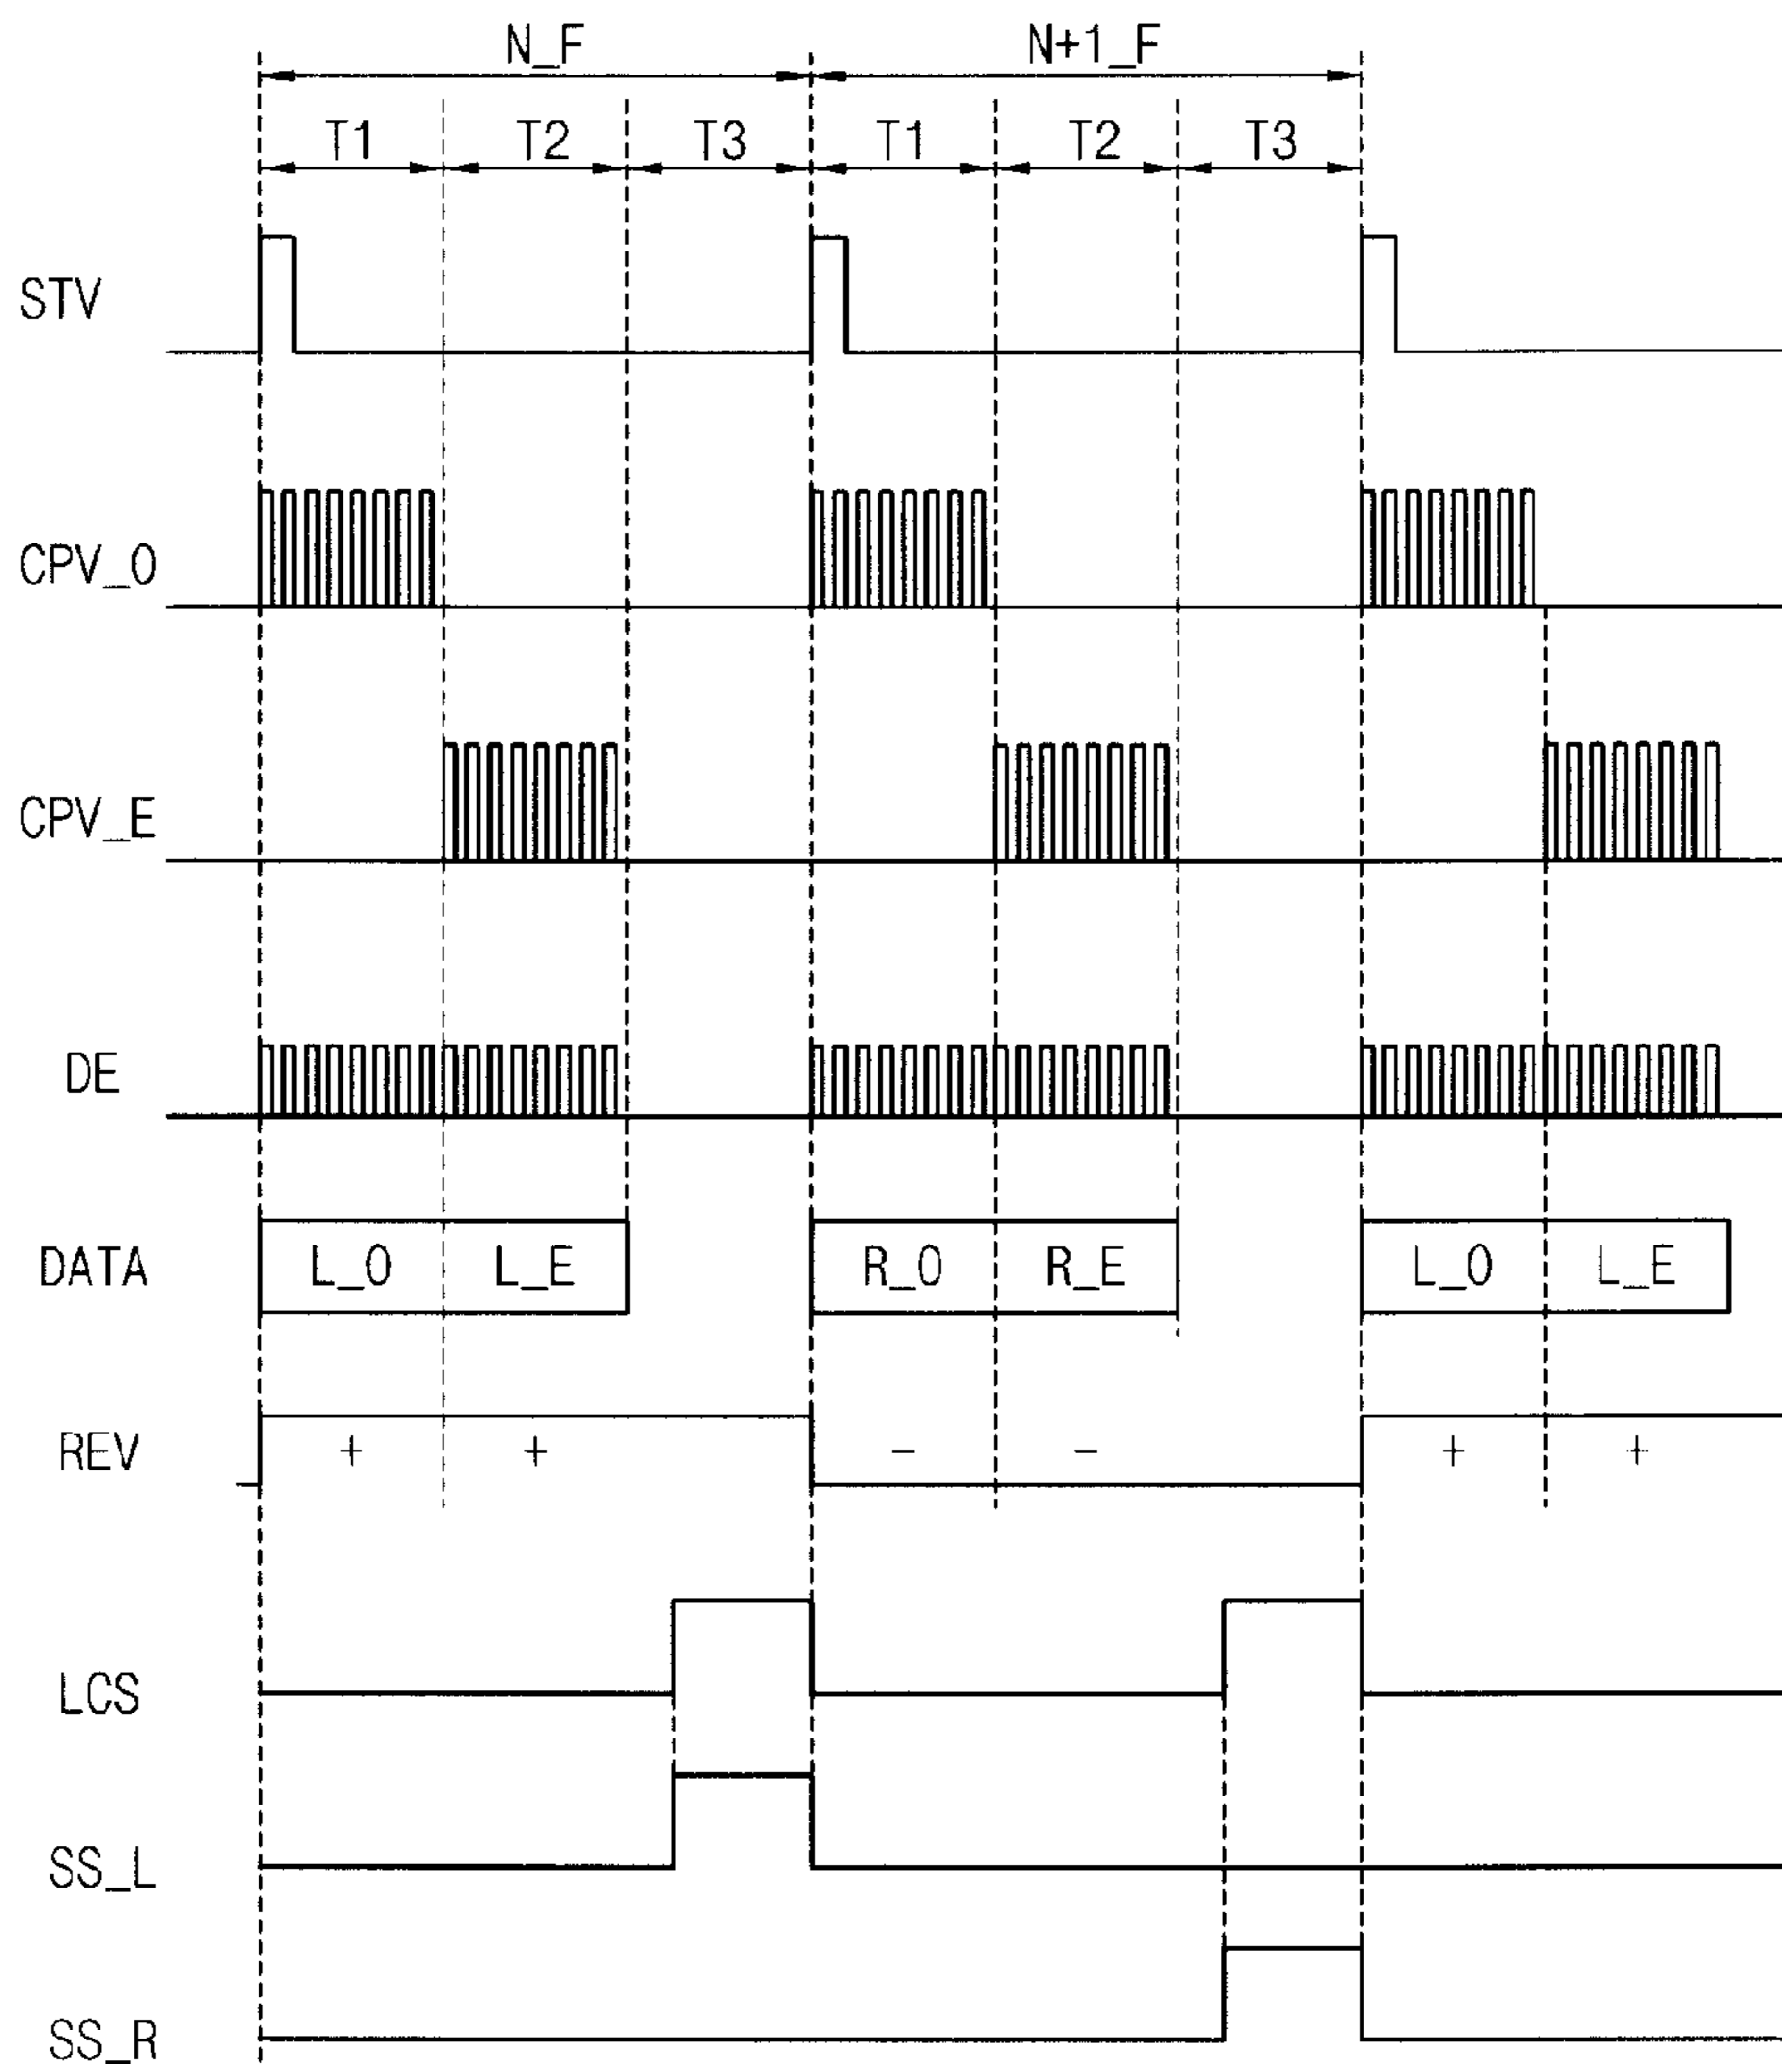 N_F N+1_F
T1 T2 T3 T1 T2 T3
STV
CPV_O
CPV_E
DE
DATA L_O L_E R_O R_E L_O L_E
REV + + - - + +
LCS
SS_L
SS_R